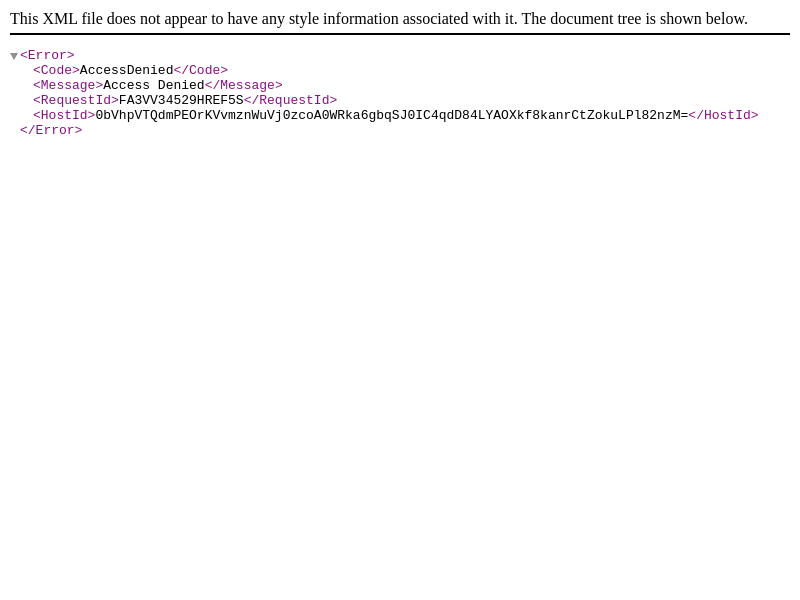 This XML file does not appear to have any style information associated with it. The document tree is shown below.
<Error>
<Code>AccessDenied</Code>
<Message>Access Denied</Message>
<RequestId>FA3VV34529HREF5S</RequestId>
<HostId>0bVhpVTQdmPEOrKVvmznWuVj0zcoA0WRka6gbqSJ0IC4qdD84LYAOXkf8kanrCtZokuLPl82nzM=</HostId>
</Error>